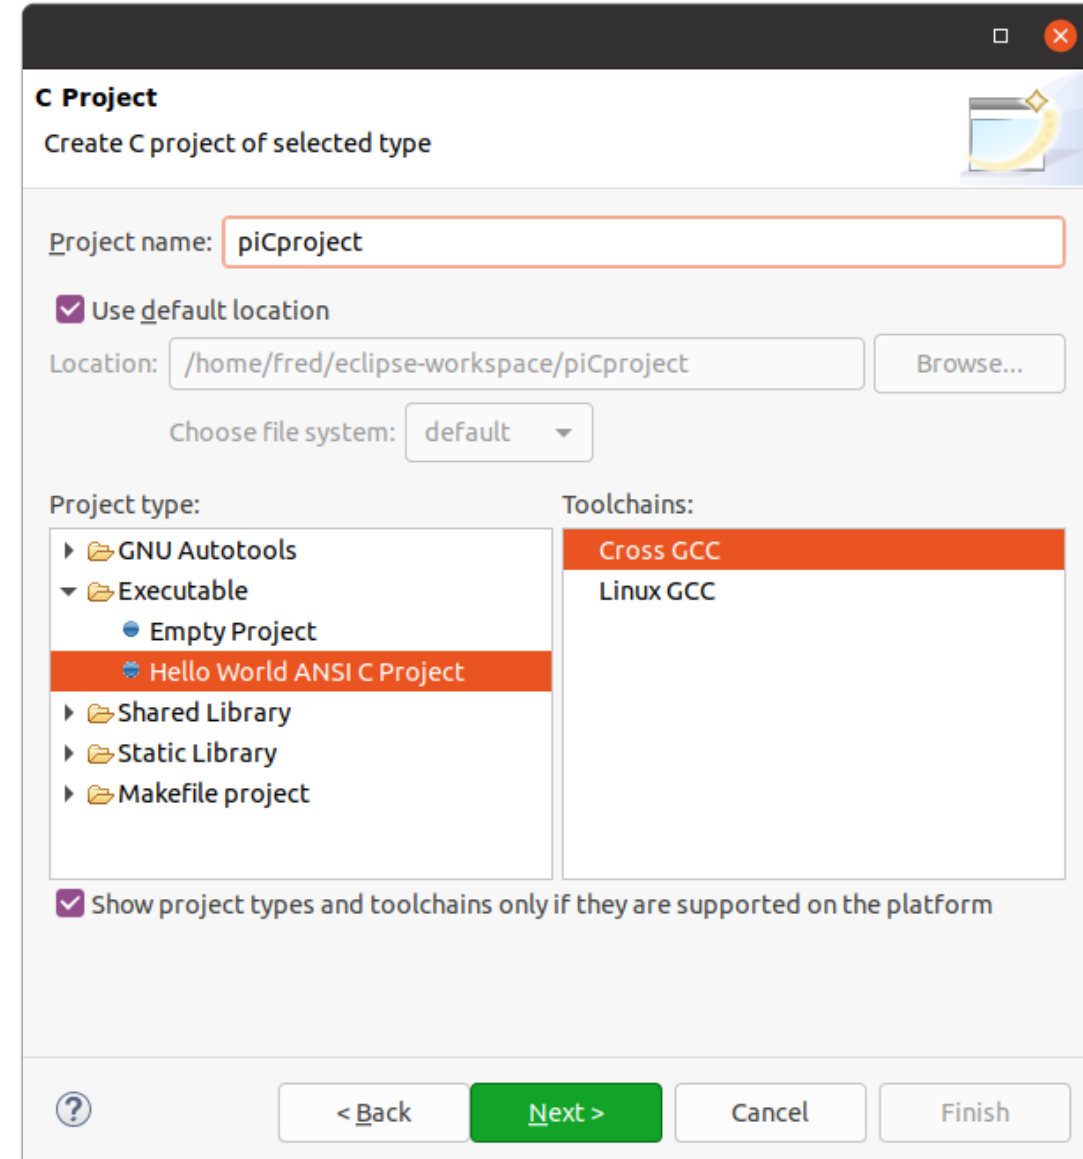 C Project
Create C project of selected type
Project name: piCproject
Use default location
Location: /home/fred/eclipse-workspace/piCproject Browse...
Choose file system: default
Project type: Toolchains:
GNU Autotools Cross GCC
Executable Linux GCC
Empty Project
Hello World ANSI C Project
Shared Library
Static Library
Makefile project
Show project types and toolchains only if they are supported on the platform
? < Back Next > Cancel Finish